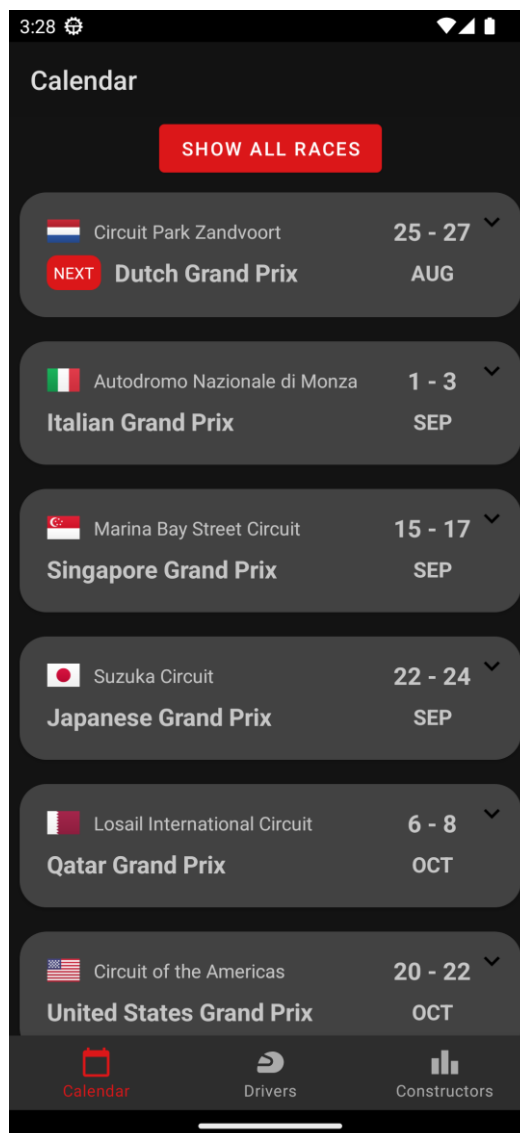 3:28
Calendar
SHOW ALL RACES
Circuit Park Zandvoort 25 - 27
NEXT Dutch Grand Prix AUG
Autodromo Nazionale di Monza 1 - 3
Italian Grand Prix SEP
Marina Bay Street Circuit 15 - 17
Singapore Grand Prix SEP
Suzuka Circuit 22 - 24
Japanese Grand Prix SEP
Losail International Circuit 6 - 8
Qatar Grand Prix OCT
Circuit of the Americas 20 - 22
United States Grand Prix OCT
Calendar Drivers Constructors